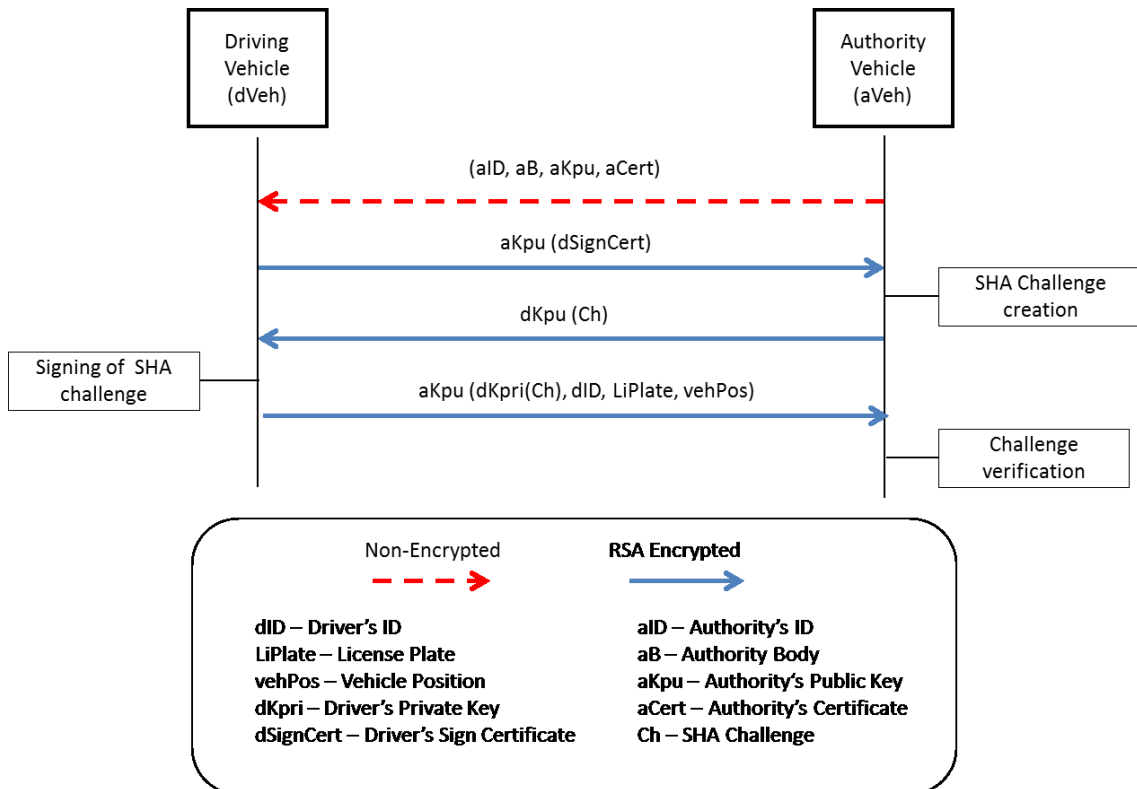 Driving
Vehicle
(dVeh)
Authority
Vehicle
(aVeh)
(aID, aB, aKpu, aCert)
aKpu (dSignCert)
SHA Challenge
creation
dKpu (Ch)
Signing of SHA
challenge
aKpu (dKpri(Ch), dID, LiPlate, vehPos)
Challenge
verification
Non-Encrypted
RSA Encrypted
dID – Driver's ID
LiPlate – License Plate
vehPos – Vehicle Position
dKpri – Driver's Private Key
dSignCert – Driver's Sign Certificate
aID – Authority's ID
aB – Authority Body
aKpu – Authority's Public Key
aCert – Authority's Certificate
Ch – SHA Challenge